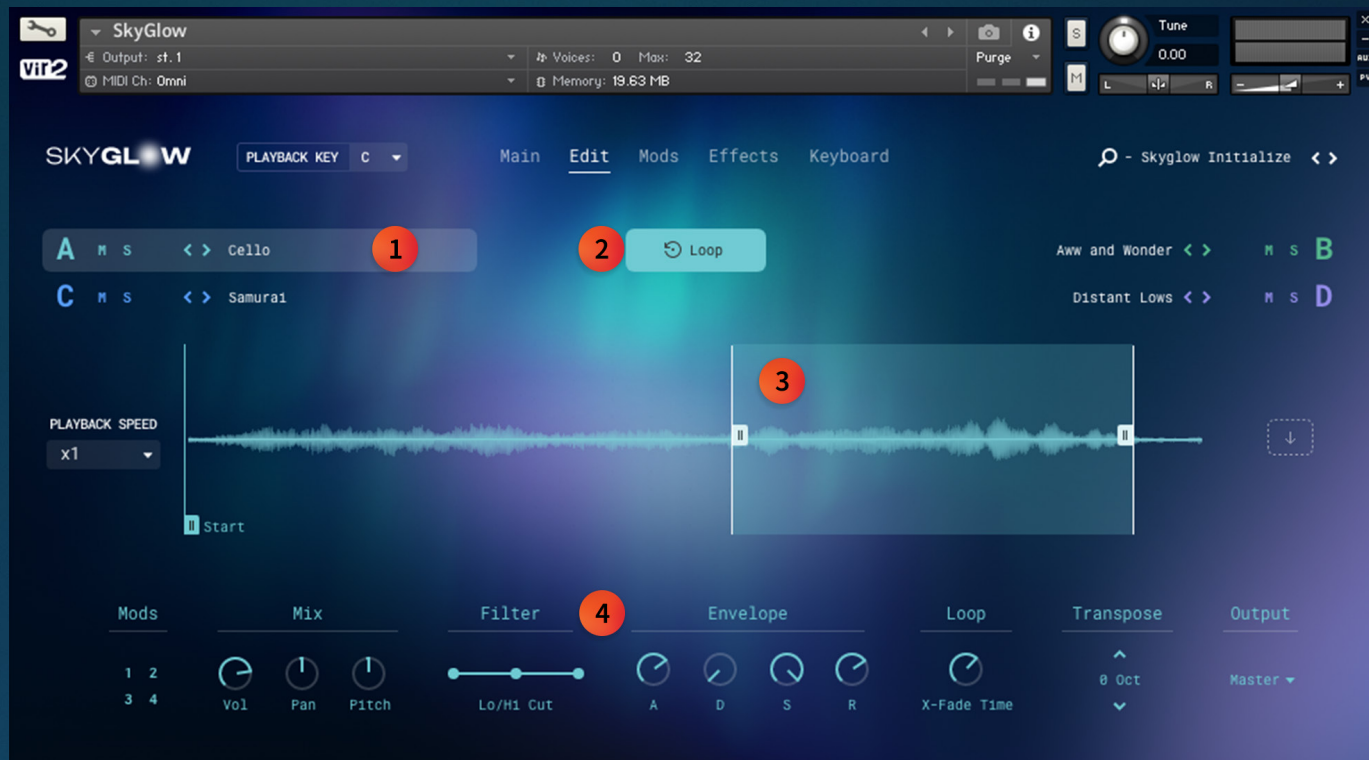 SkyGlow
Output: st.1
Voices: 0 Max: 32
Purge
MIDI Ch: Omni
Memory: 19.63 MB
S
M
Tune
0.00
L R
- +
AU
PV
Vir2
SKYGLOW
PLAYBACK KEY C
Main Edit Mods Effects Keyboard
- Skyglow Initialize
A M S Cello
1
2
Loop
Aww and Wonder M S B
C M S Samurai
Distant Lows M S D
3
PLAYBACK SPEED
x1
Start
Mods Mix Filter 4 Envelope Loop Transpose Output
1 2
3 4
Vol Pan Pitch
Lo/Hi Cut
A D S R
X-Fade Time
0 Oct
Master